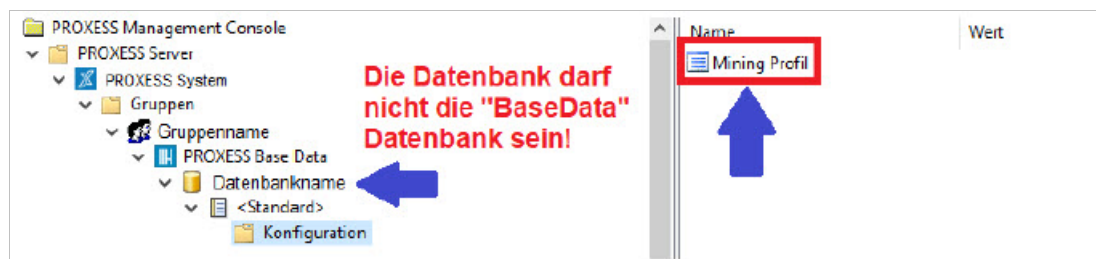 PROXESS Management Console
PROXESS Server
PROXESS System
Gruppen
Gruppenname
PROXESS Base Data
Datenbankname
<Standard>
Konfiguration
Die Datenbank darf
nicht die "BaseData"
Datenbank sein!
Name Wert
Mining Profil